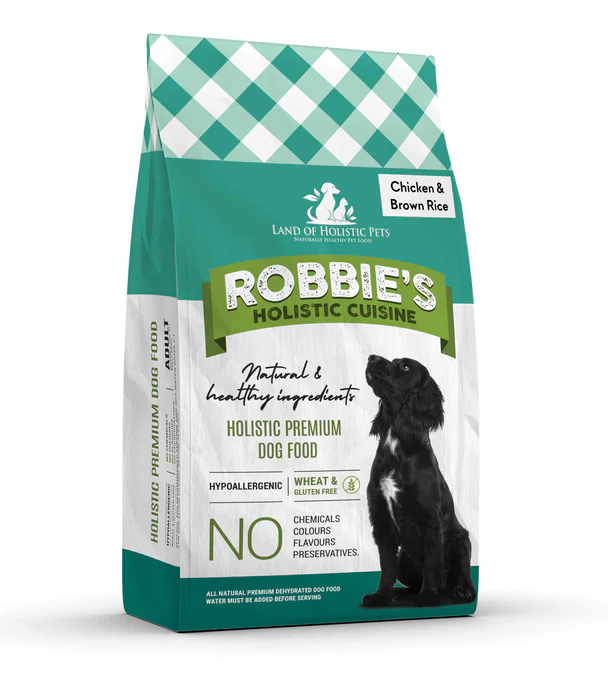 Chicken &
Brown Rice
LAND OF HOLISTIC PETS
NATURALLY HEALTHY PET FOOD
ROBBIE'S
HOLISTIC CUISINE
Natural &
healthy ingredients
HOLISTIC PREMIUM
DOG FOOD
HYPOALLERGENIC
WHEAT &
GLUTEN FREE
NO
CHEMICALS
COLOURS
FLAVOURS
PRESERVATIVES.
ALL NATURAL PREMIUM DEHYDRATED DOG FOOD
WATER MUST BE ADDED BEFORE SERVING
HOLISTIC PREMIUM DOG FOOD
ADULT
HYPOALLERGENIC